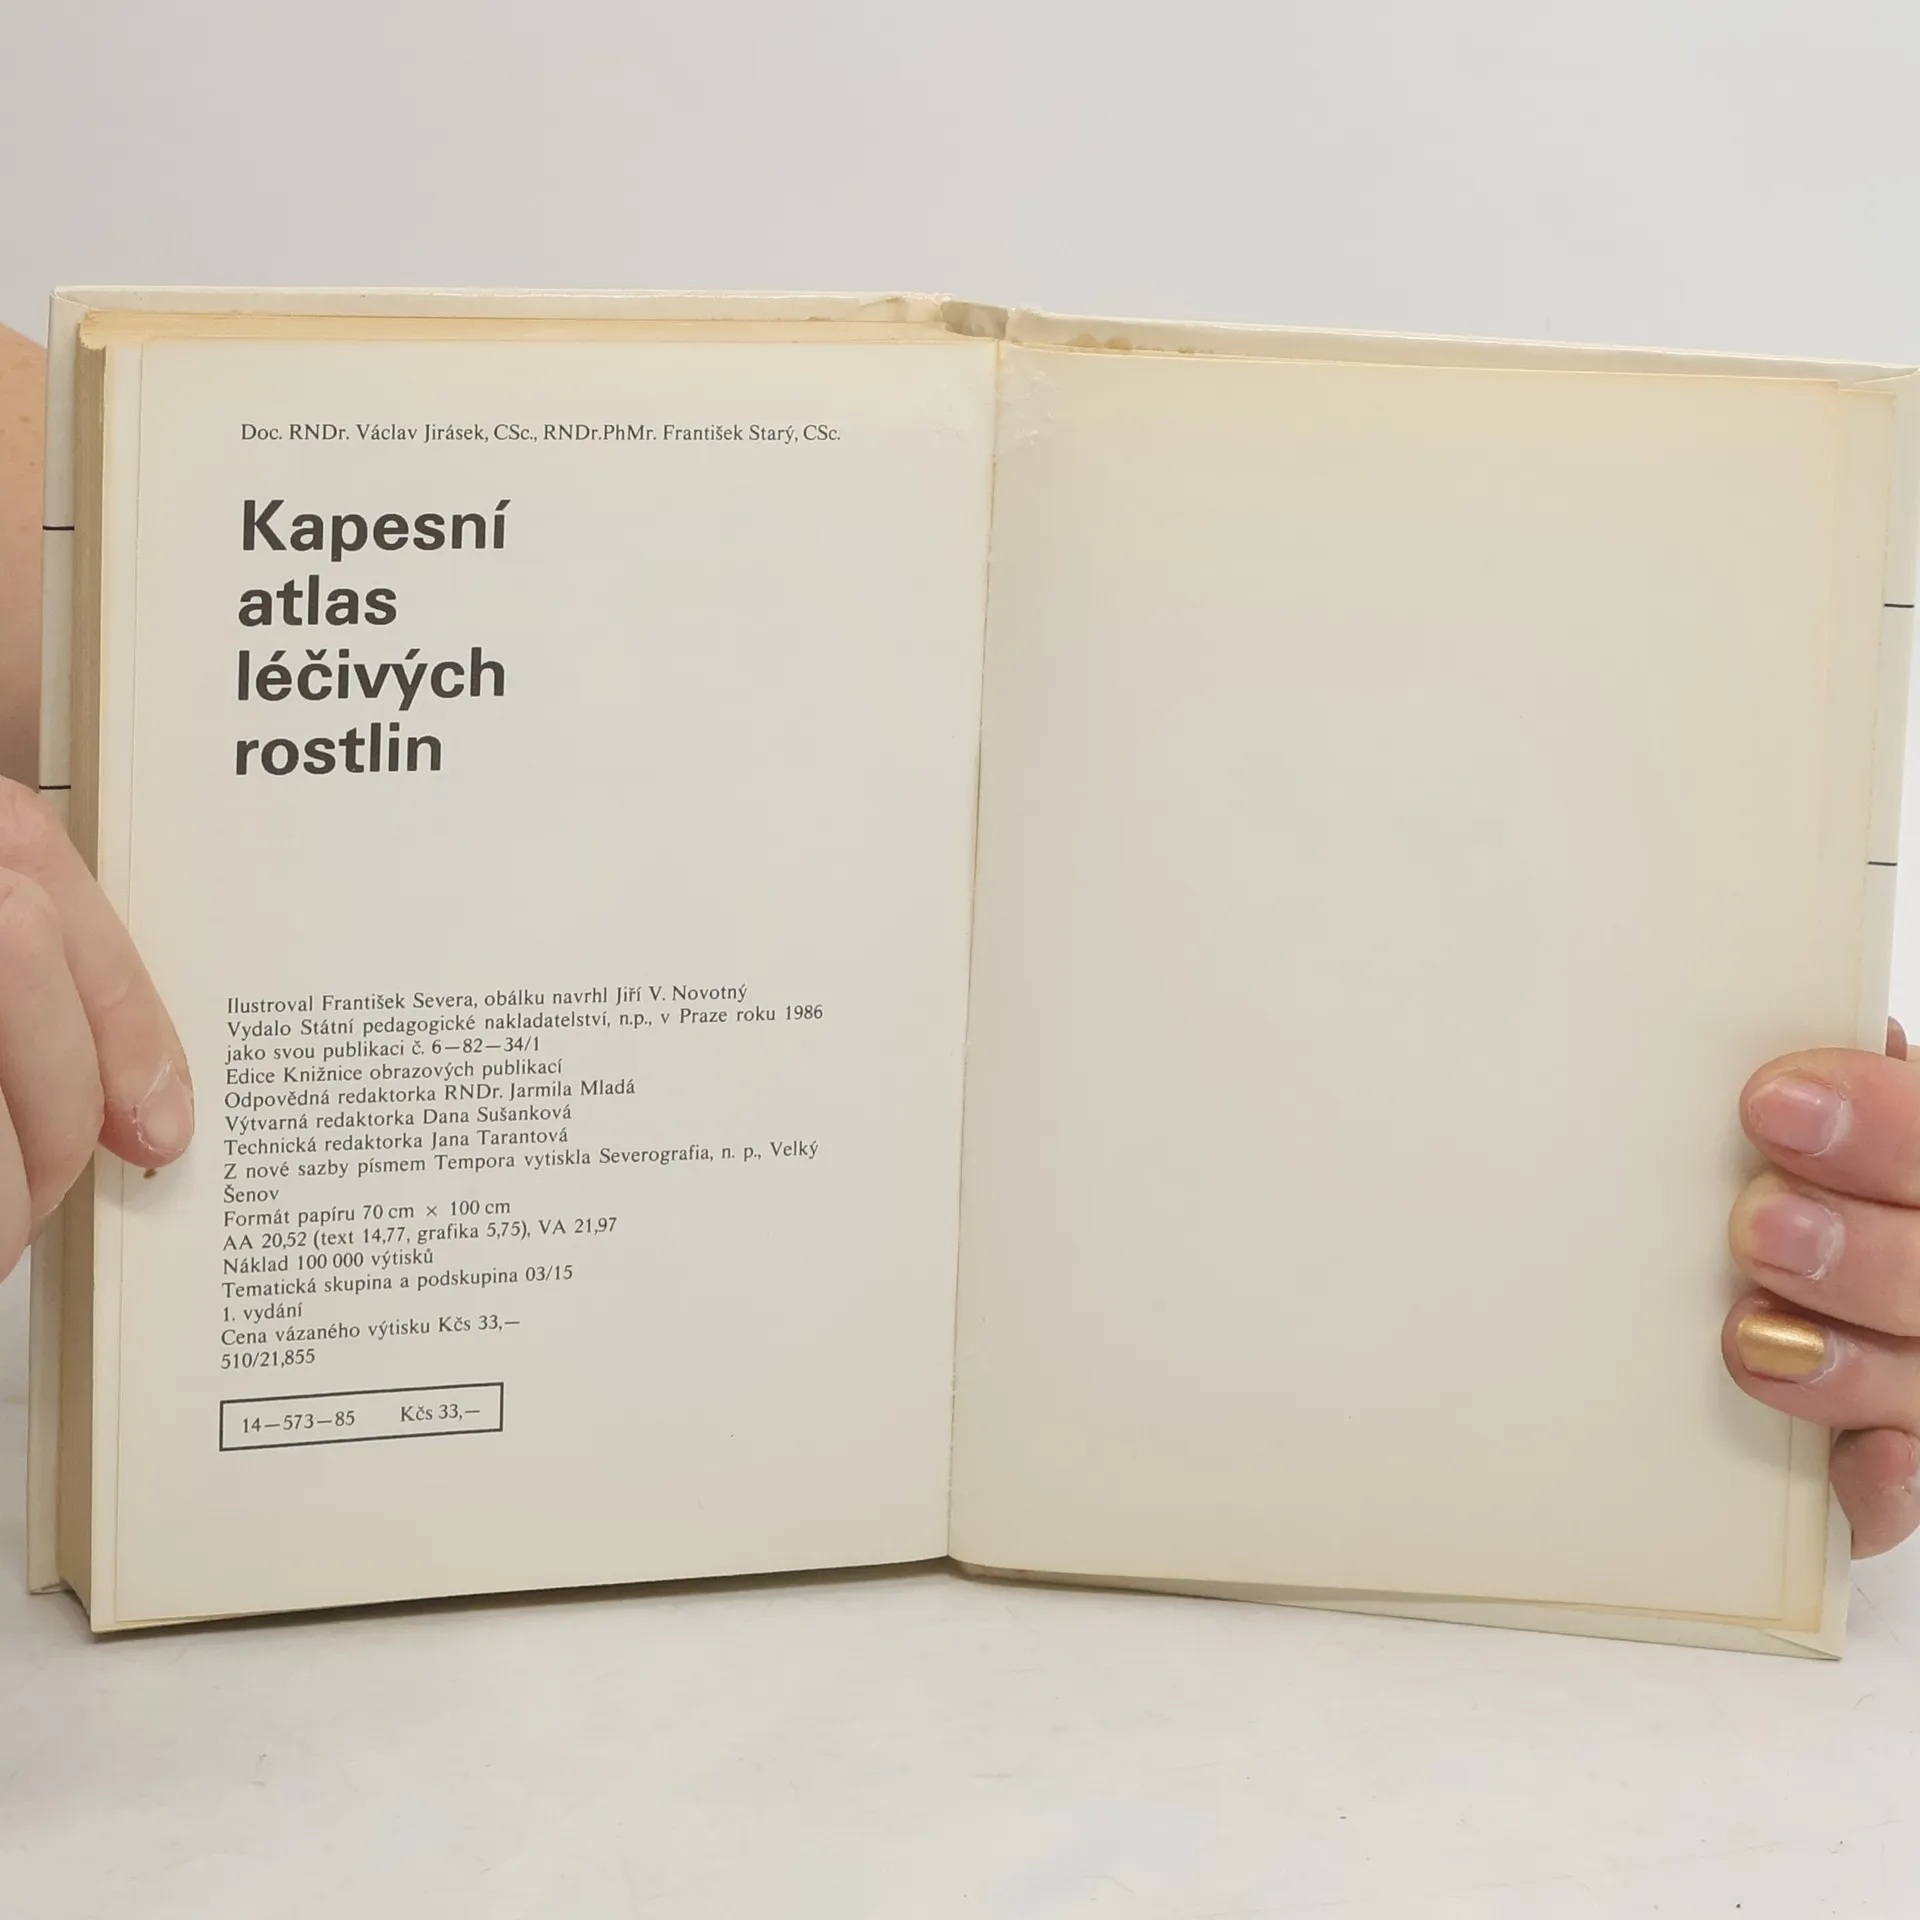 Doc. RNDr. Václav Jirásek, CSc., RNDr.PhMr. František Starý, CSc.
Kapesní
atlas
léčivých
rostlin
Ilustroval František Severa, obálku navrhl Jiří V. Novotný
Vydalo Státní pedagogické nakladatelství, n.p., v Praze roku 1986
jako svou publikaci č. 6—82—34/1
Edice Knižnice obrazových publikací
Odpovědná redaktorka RNDr. Jarmila Mladá
Výtvarná redaktorka Dana Sušanková
Technická redaktorka Jana Tarantová
Z nové sazby písmem Tempora vytiskla Severografia, n. p., Velký
Šenov
Formát papíru 70 cm × 100 cm
AA 20,52 (text 14,77, grafika 5,75), VA 21,97
Náklad 100 000 výtisků
Tematická skupina a podskupina 03/15
1. vydání
Cena vázaného výtisku Kčs 33,—
510/21,855
14—573—85 Kčs 33,—